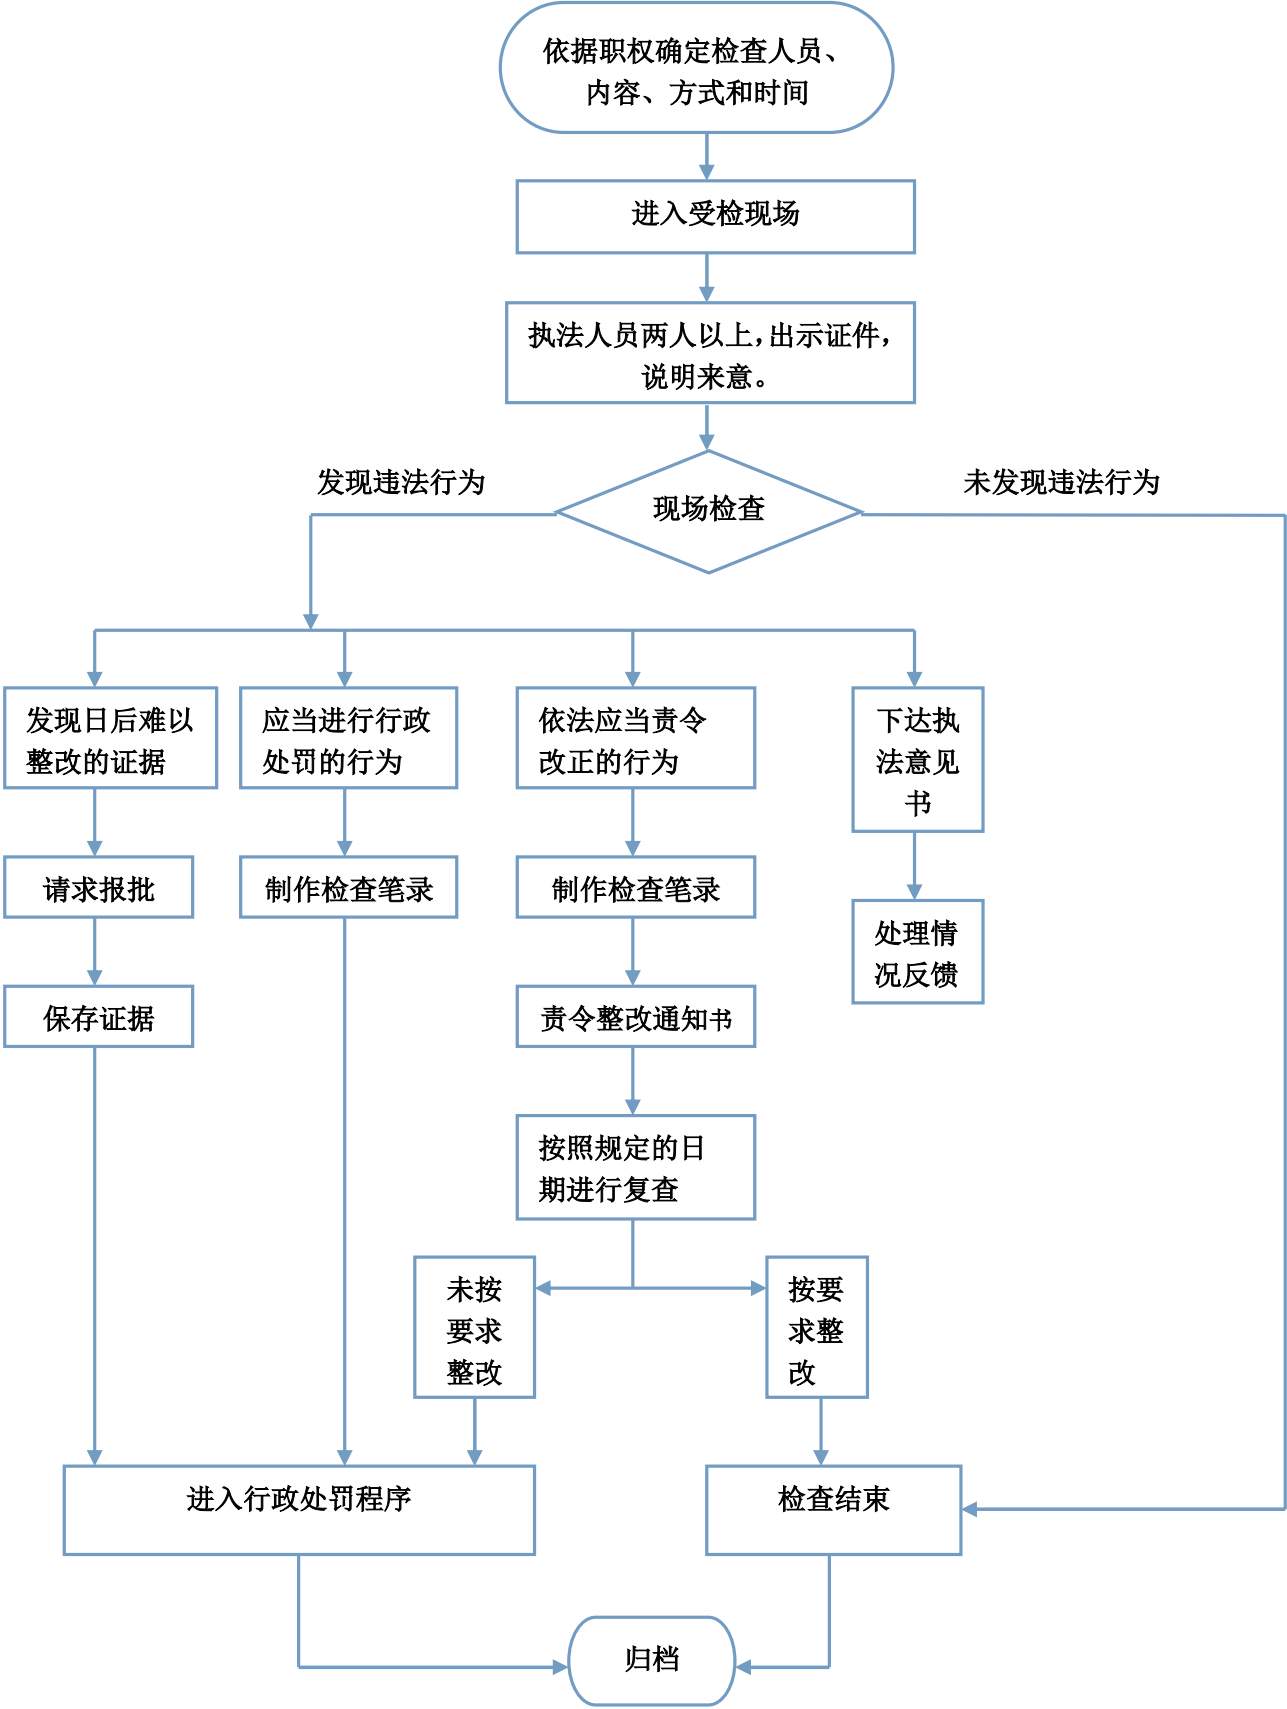 依据职权确定检查人员、
内容、方式和时间
进入受检现场
执法人员两人以上，出示证件，
说明来意。
发现违法行为
现场检查
未发现违法行为
发现日后难以
整改的证据
应当进行行政
处罚的行为
依法应当责令
改正的行为
下达执
法意见
书
请求报批
制作检查笔录
制作检查笔录
处理情
况反馈
保存证据
责令整改通知书
按照规定的日
期进行复查
未按
要求
整改
按要
求整
改
进入行政处罚程序
检查结束
归档